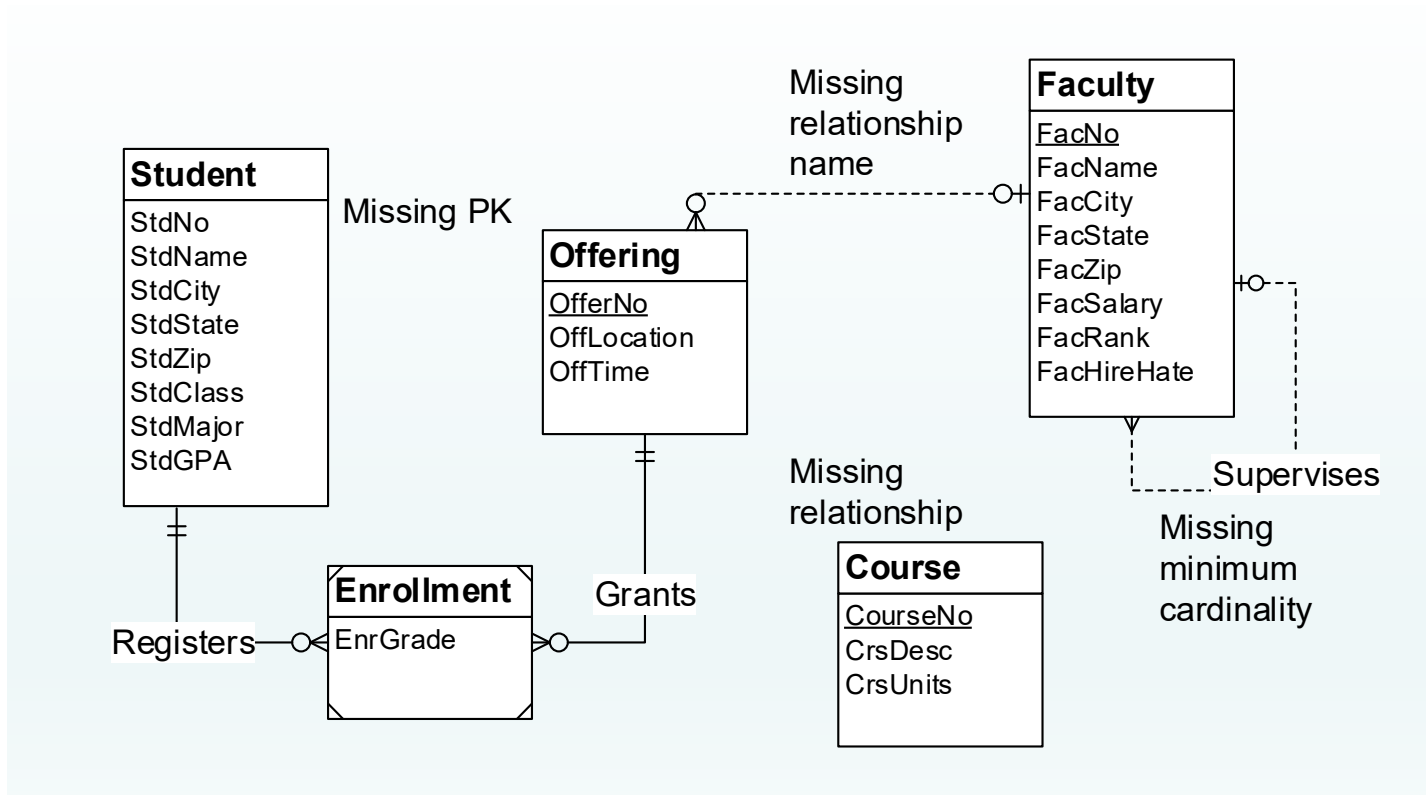 Student
StdNo
StdName
StdCity
StdState
StdZip
StdClass
StdMajor
StdGPA
Missing PK
Registers
Enrollment
EnrGrade
Grants
Offering
OfferNo
OffLocation
OffTime
Missing
relationship
name
Faculty
FacNo
FacName
FacCity
FacState
FacZip
FacSalary
FacRank
FacHireHate
Supervises
Missing
minimum
cardinality
Missing
relationship
Course
CourseNo
CrsDesc
CrsUnits